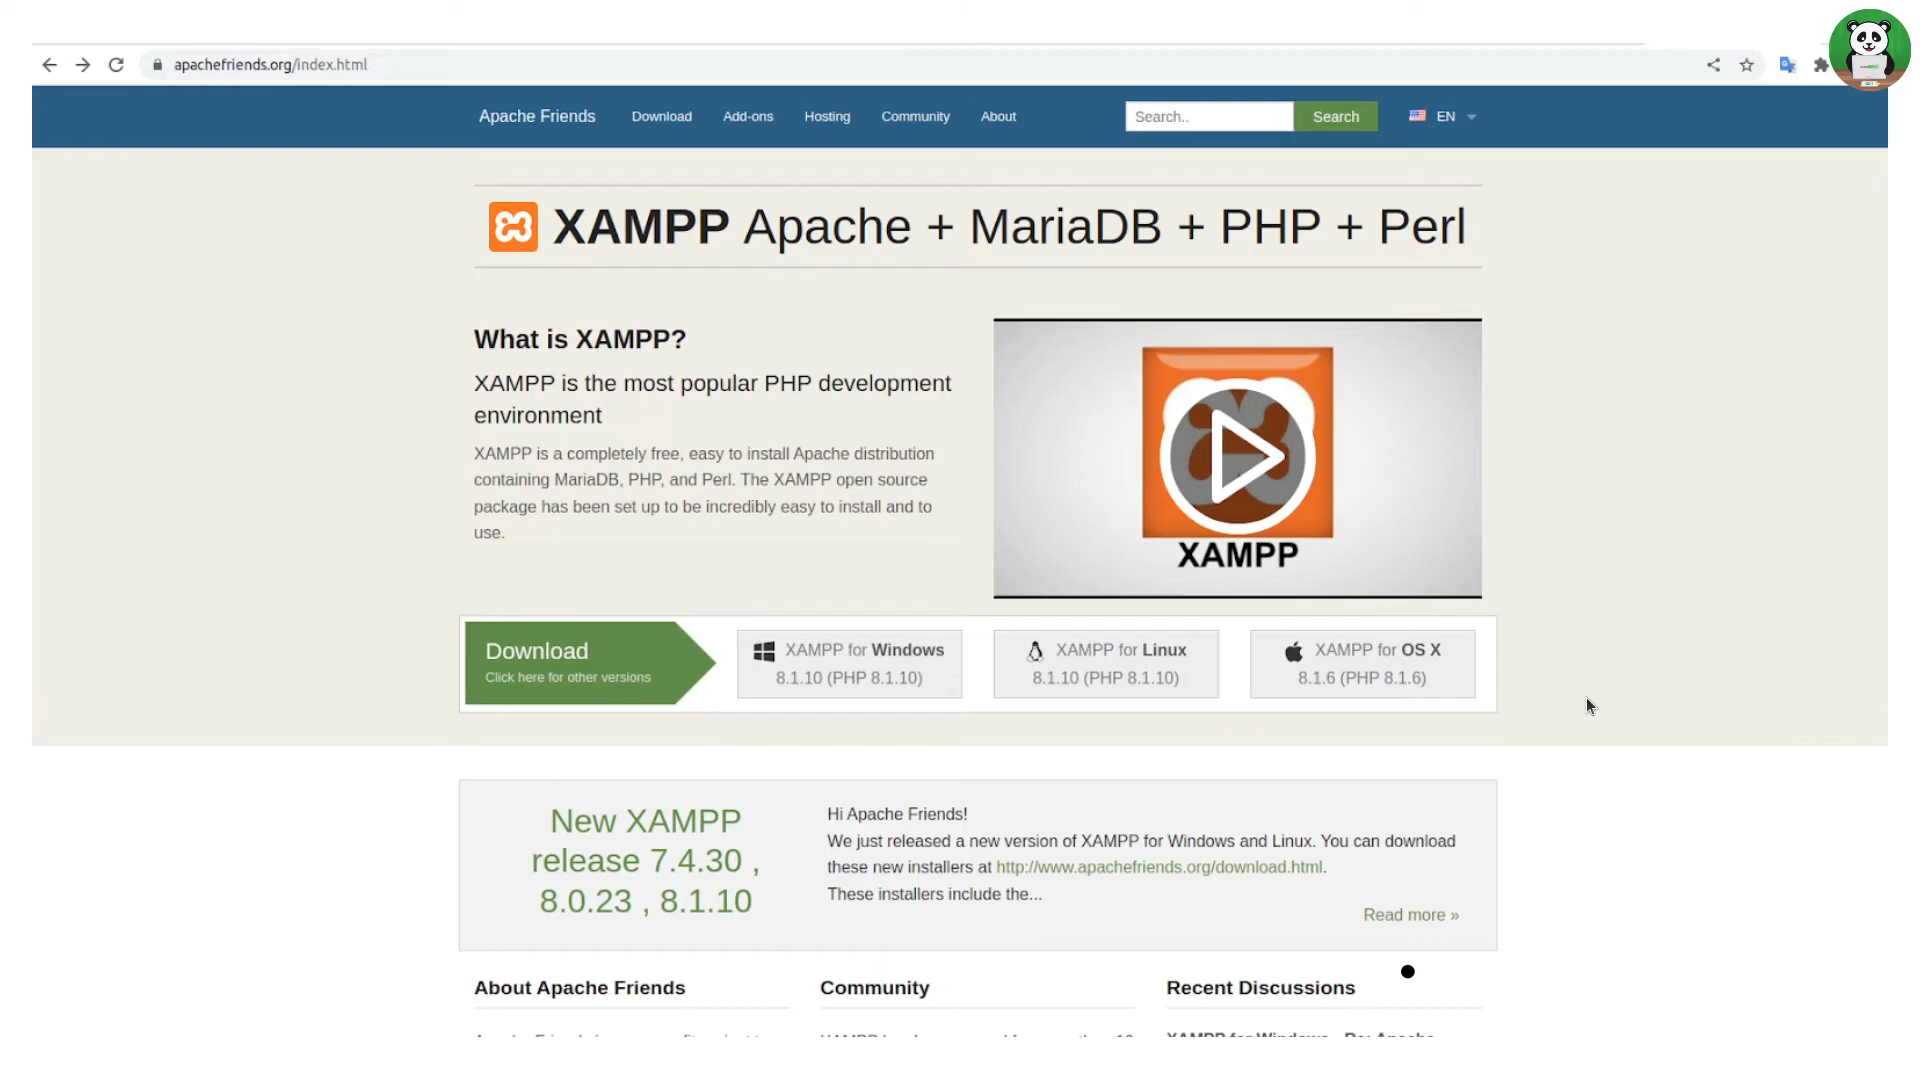 apachefriends.org/index.html
Apache Friends Download Add-ons Hosting Community About Search.. Search EN
XAMPP Apache + MariaDB + PHP + Perl
What is XAMPP?
XAMPP is the most popular PHP development
environment
XAMPP is a completely free, easy to install Apache distribution
containing MariaDB, PHP, and Perl. The XAMPP open source
package has been set up to be incredibly easy to install and to
use.
XAMPP
Download
Click here for other versions
XAMPP for Windows
8.1.10 (PHP 8.1.10)
XAMPP for Linux
8.1.10 (PHP 8.1.10)
XAMPP for OS X
8.1.6 (PHP 8.1.6)
New XAMPP
release 7.4.30 ,
8.0.23 , 8.1.10
Hi Apache Friends!
We just released a new version of XAMPP for Windows and Linux. You can download
these new installers at http://www.apachefriends.org/download.html.
These installers include the...
Read more »
About Apache Friends
Community
Recent Discussions